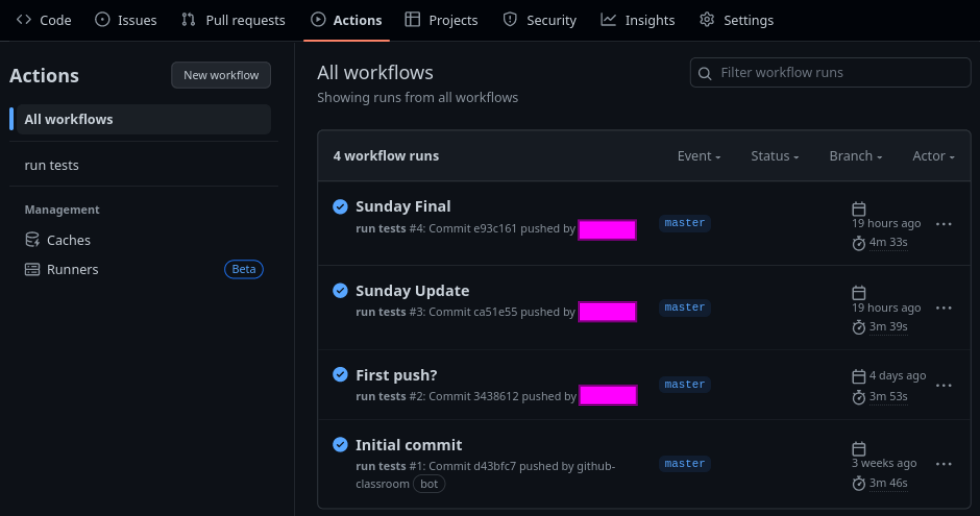 Code Issues Pull requests Actions Projects Security Insights Settings
Actions
New workflow
All workflows
run tests
Management
Caches
Runners Beta
All workflows
Showing runs from all workflows
Filter workflow runs
4 workflow runs Event Status Branch Actor
Sunday Final
run tests #4: Commit e93c161 pushed by
master
19 hours ago
4m 33s
Sunday Update
run tests #3: Commit ca51e55 pushed by
master
19 hours ago
3m 39s
First push?
run tests #2: Commit 3438612 pushed by
master
4 days ago
3m 53s
Initial commit
run tests #1: Commit d43bfc7 pushed by github-
classroom bot
master
3 weeks ago
3m 46s